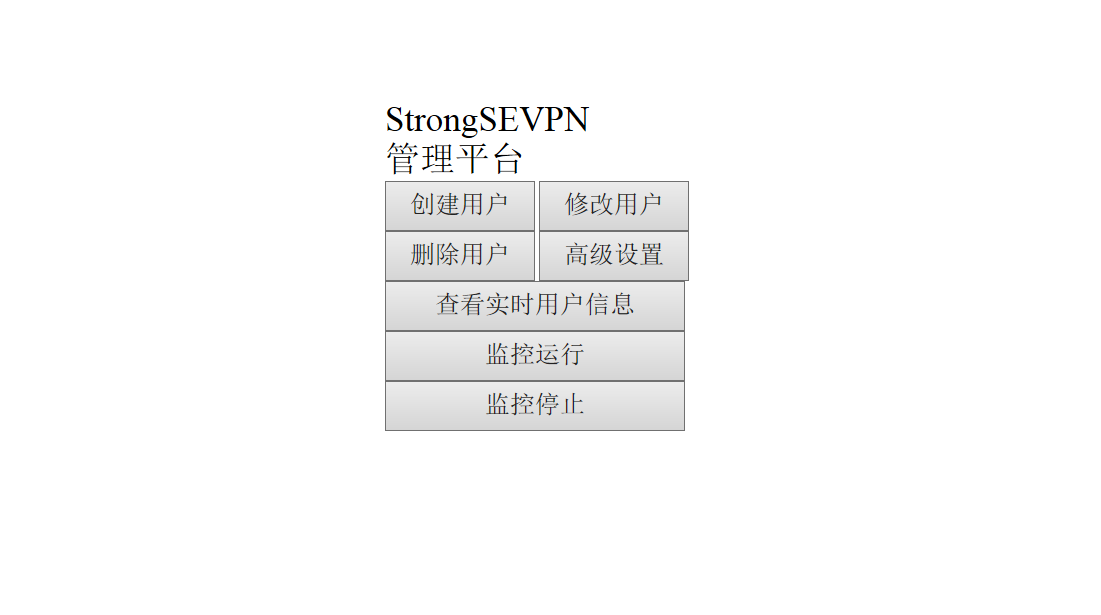 StrongSEVPN
管理平台
创建用户 修改用户
删除用户 高级设置
查看实时用户信息
监控运行
监控停止